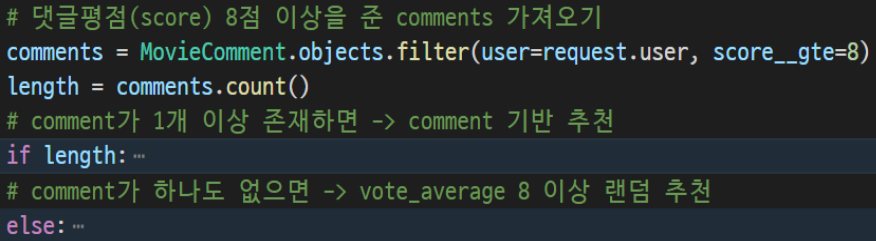 # 댓글평점(score) 8점 이상을 준 comments 가져오기
comments = MovieComment.objects.filter(user=request.user, score__gte=8)
length = comments.count()
# comment가 1개 이상 존재하면 -> comment 기반 추천
if length:…
# comment가 하나도 없으면 -> vote_average 8 이상 랜덤 추천
else:…